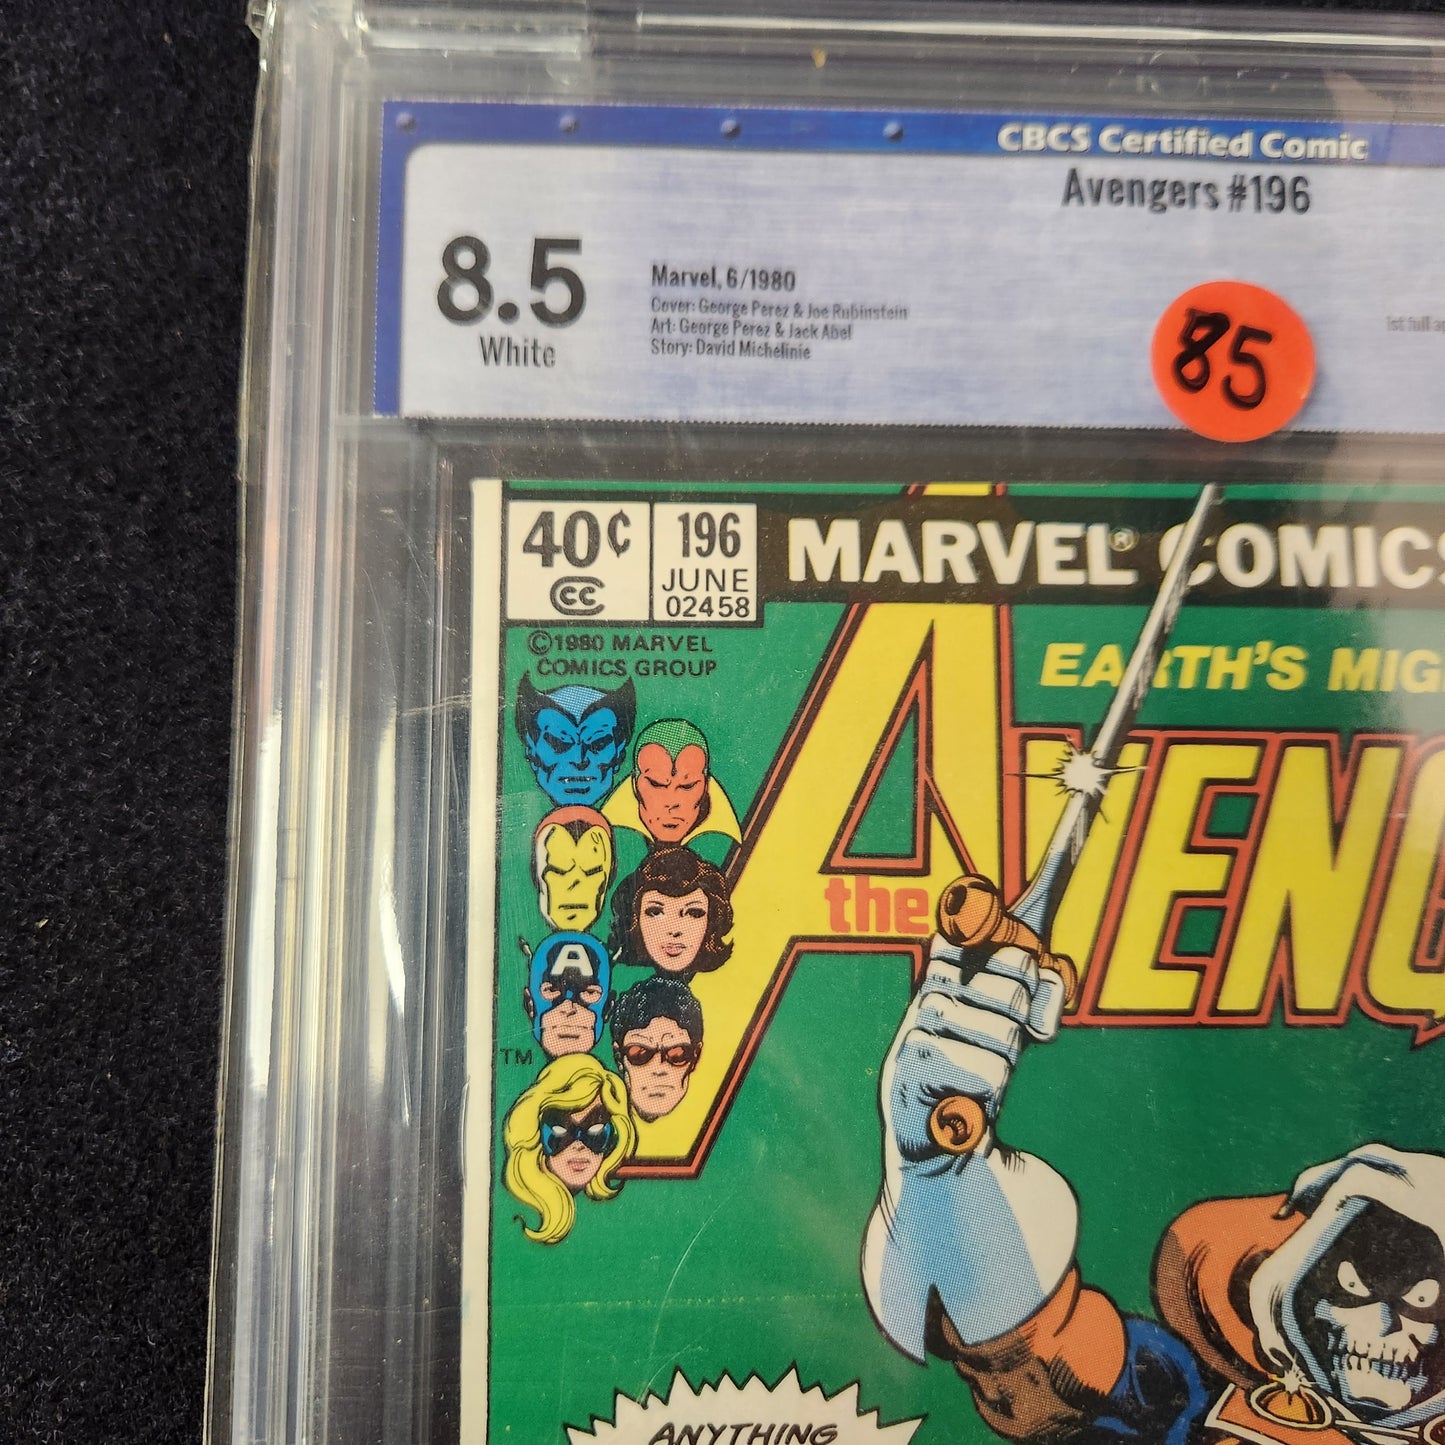 CBCS Certified Comic
Avengers #196
8.5
White
Marvel, 6/1980
Cover: George Perez & Joe Rubinstein
Art: George Perez & Jack Abel
Story: David Michelinie
1st full
85
40¢
CC
196
JUNE
02458
MARVEL® COMICS
©1980 MARVEL
COMICS GROUP
EARTH'S MIG
the AVENG
A
TM
ANYTHING